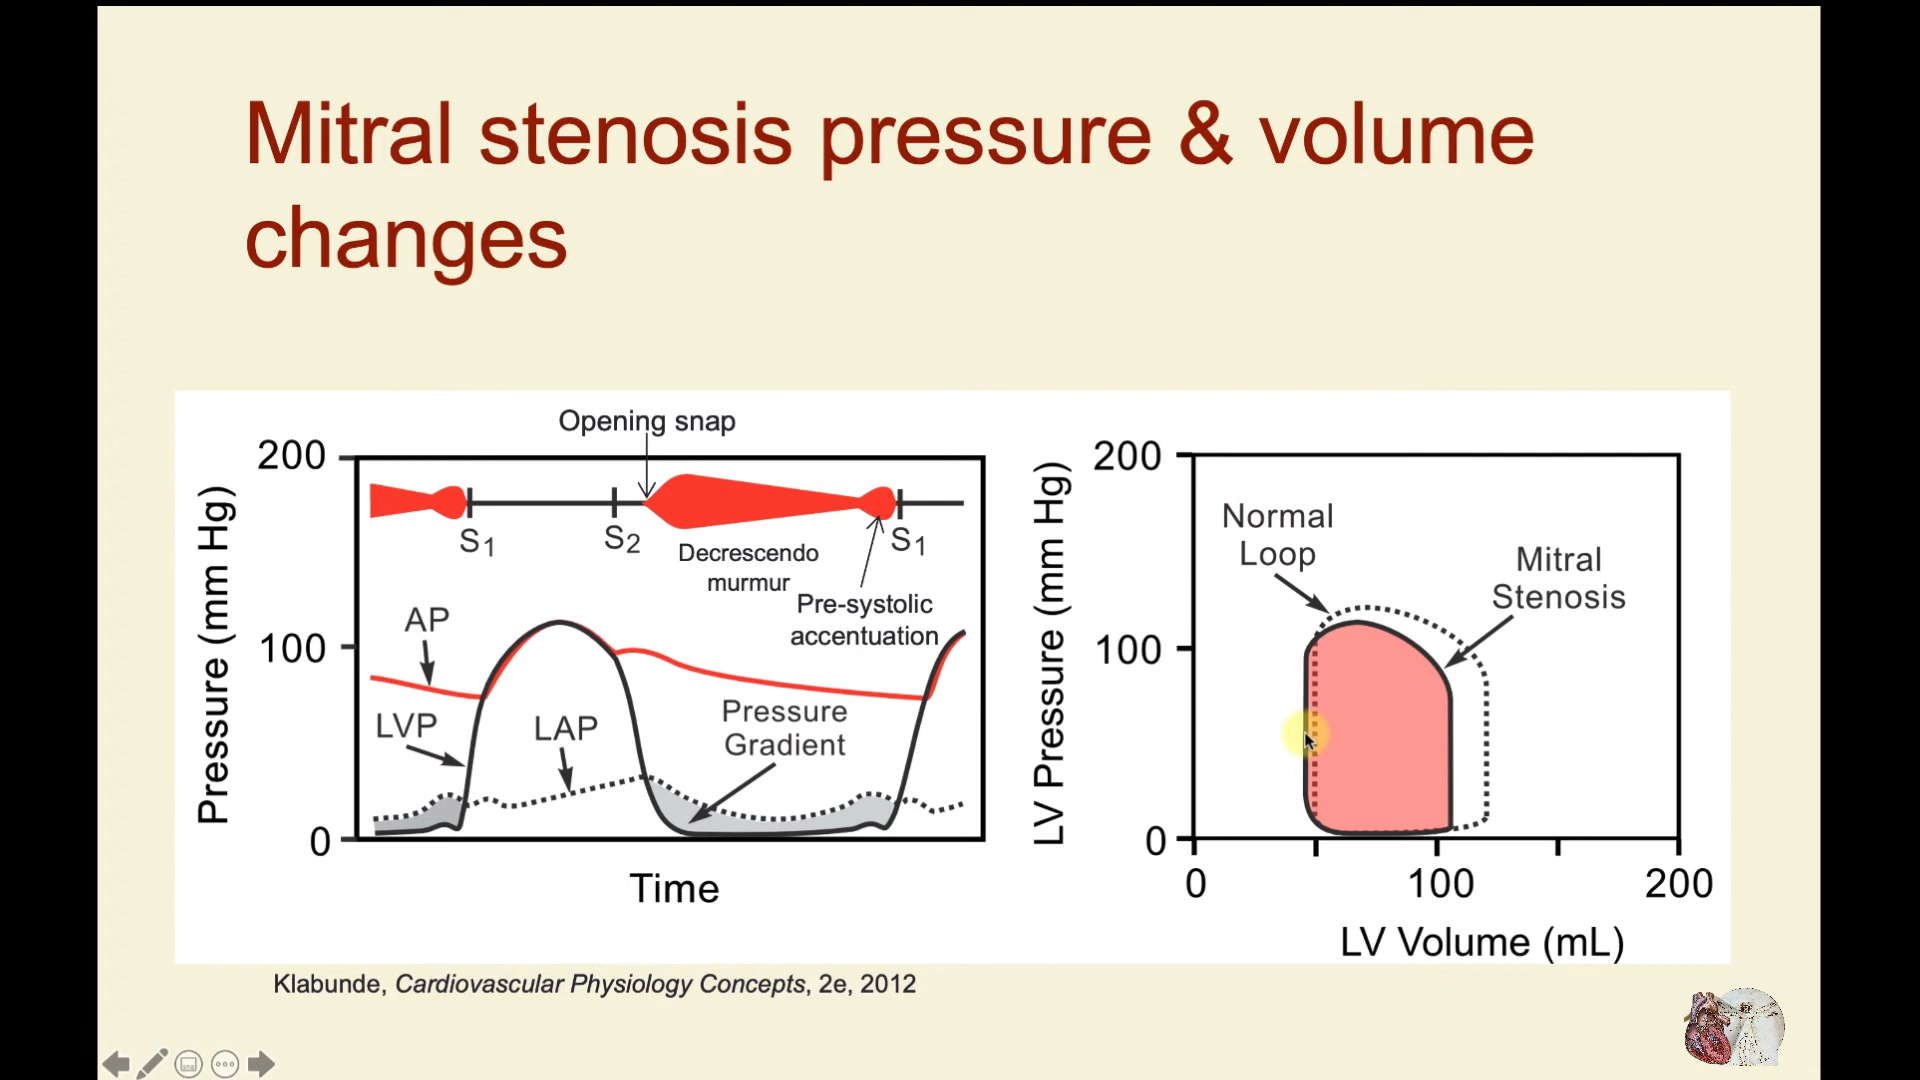 Mitral stenosis pressure & volume
changes
Opening snap
200
S1
S2
S1
Decrescendo
murmur
Pre-systolic
accentuation
AP
100
LVP
LAP
Pressure
Gradient
0
Pressure (mm Hg)
Time
200
Normal
Loop
Mitral
Stenosis
100
0
LV Pressure (mm Hg)
0
100
200
LV Volume (mL)
Klabunde, Cardiovascular Physiology Concepts, 2e, 2012